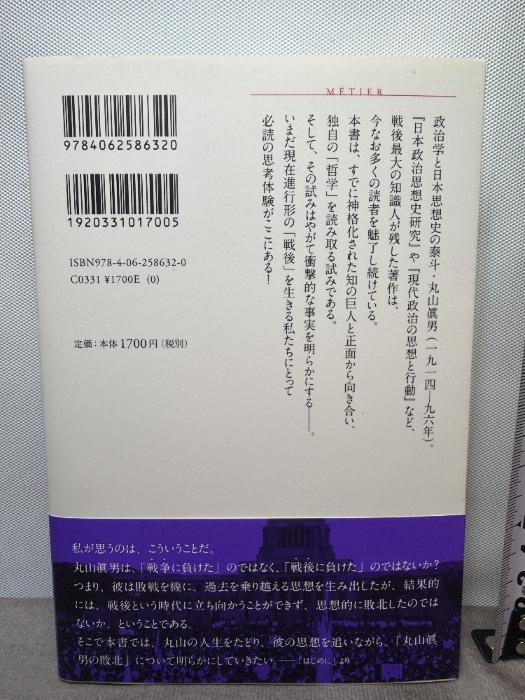 MÉTIER
政治学と日本思想史の泰斗・丸山眞男(一九一四―九六年)。
『日本政治思想史研究』や『現代政治の思想と行動』など、
戦後最大の知識人が残した著作は、
今なお多くの読者を魅了し続けている。
本書は、すでに神格化された知の巨人と正面から向き合い、
独自の「哲学」を読み取る試みである。
そして、その試みはやがて衝撃的な事実を明らかにする――。
いまだ現在進行形の「戦後」を生きる私たちにとって
必読の思考体験がここにある!
9784062586320
1920331017005
ISBN978-4-06-258632-0
C0331 ¥1700E (0)
定価:本体1700円(税別)
私が思うのは、こういうことだ。
丸山眞男は、「戦争に負けた」のではなく、「戦後に負けた」のではないか?
つまり、彼は敗戦を機に、過去を乗り越える思想を生み出したが、結果的
には、戦後という時代に立ち向かうことができず、思想的に敗北したのでは
ないか、ということである。
そこで本書では、丸山の人生をたどり、彼の思想を追いながら、「丸山眞
男の敗北」について明らかにしていきたい。――「はじめに」より